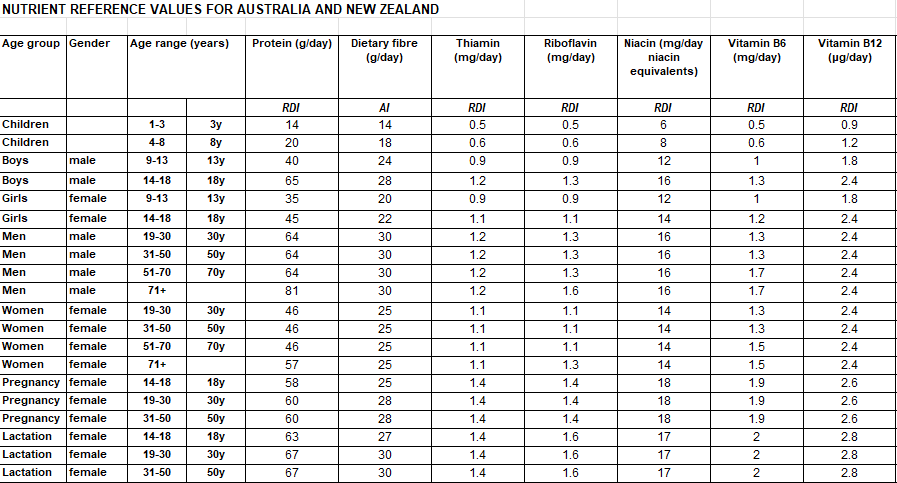 NUTRIENT REFERENCE VALUES FOR AUSTRALIA AND NEW ZEALAND
Age group Gender Age range (years) Protein (g/day) Dietary fibre (g/day) Thiamin (mg/day) Riboflavin (mg/day) Niacin (mg/day niacin equivalents) Vitamin B6 (mg/day) Vitamin B12 (µg/day)
RDI AI RDI RDI RDI RDI RDI
Children 1-3 3y 14 14 0.5 0.5 6 0.5 0.9
Children 4-8 8y 20 18 0.6 0.6 8 0.6 1.2
Boys male 9-13 13y 40 24 0.9 0.9 12 1 1.8
Boys male 14-18 18y 65 28 1.2 1.3 16 1.3 2.4
Girls female 9-13 13y 35 20 0.9 0.9 12 1 1.8
Girls female 14-18 18y 45 22 1.1 1.1 14 1.2 2.4
Men male 19-30 30y 64 30 1.2 1.3 16 1.3 2.4
Men male 31-50 50y 64 30 1.2 1.3 16 1.3 2.4
Men male 51-70 70y 64 30 1.2 1.3 16 1.7 2.4
Men male 71+ 81 30 1.2 1.6 16 1.7 2.4
Women female 19-30 30y 46 25 1.1 1.1 14 1.3 2.4
Women female 31-50 50y 46 25 1.1 1.1 14 1.3 2.4
Women female 51-70 70y 46 25 1.1 1.1 14 1.5 2.4
Women female 71+ 57 25 1.1 1.3 14 1.5 2.4
Pregnancy female 14-18 18y 58 25 1.4 1.4 18 1.9 2.6
Pregnancy female 19-30 30y 60 28 1.4 1.4 18 1.9 2.6
Pregnancy female 31-50 50y 60 28 1.4 1.4 18 1.9 2.6
Lactation female 14-18 18y 63 27 1.4 1.6 17 2 2.8
Lactation female 19-30 30y 67 30 1.4 1.6 17 2 2.8
Lactation female 31-50 50y 67 30 1.4 1.6 17 2 2.8